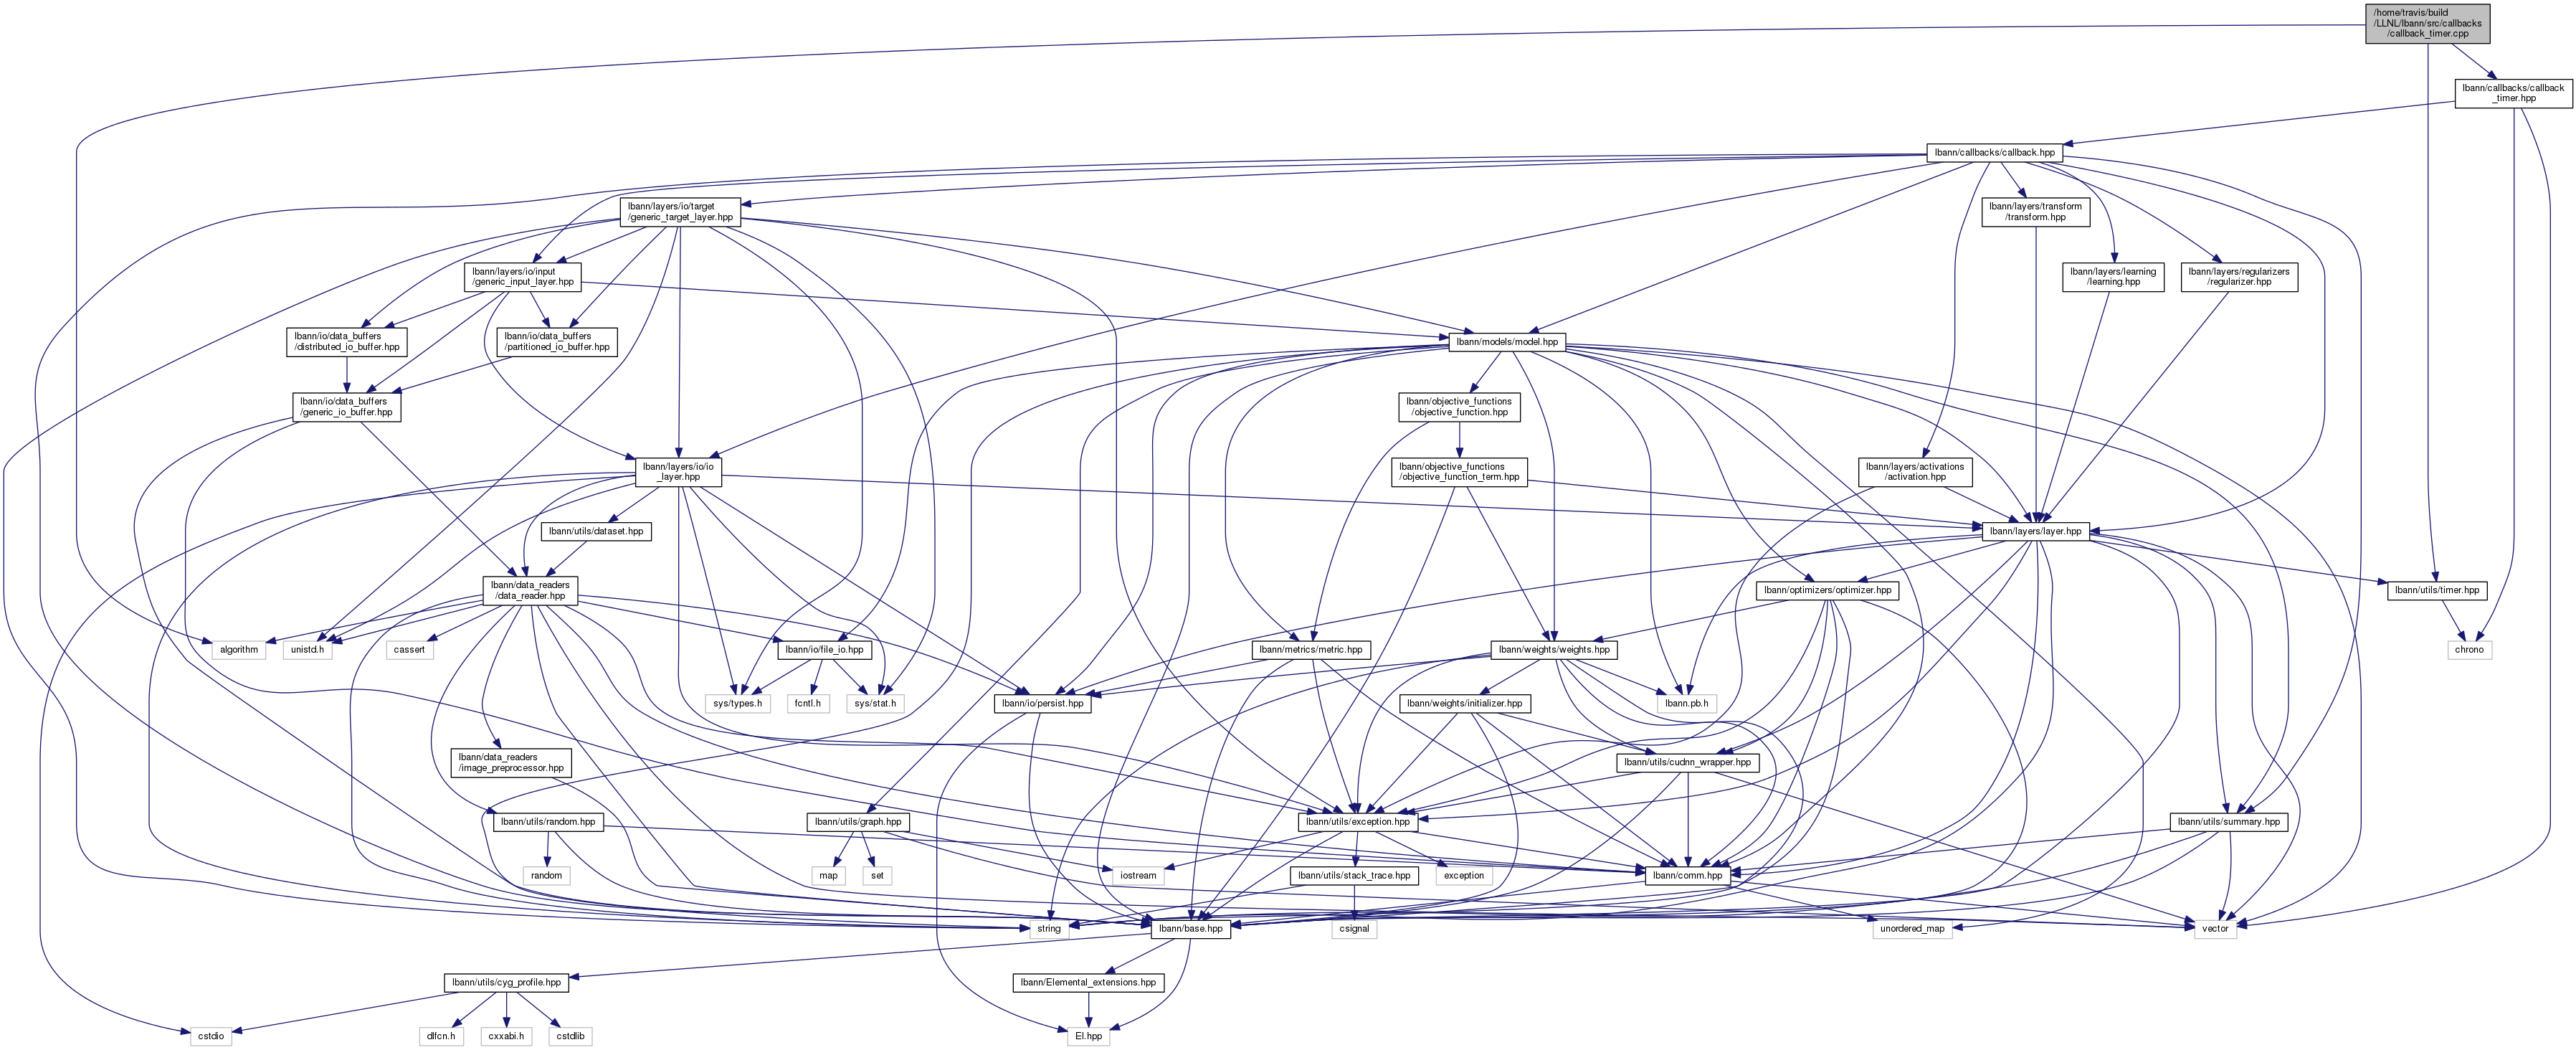 /home/travis/build
/LLNL/lbann/src/callbacks
/callback_timer.cpp
lbann/callbacks/callback
_timer.hpp
lbann/callbacks/callback.hpp
lbann/layers/io/target
/generic_target_layer.hpp
lbann/layers/transform
/transform.hpp
lbann/layers/io/input
/generic_input_layer.hpp
lbann/layers/learning
/learning.hpp
lbann/layers/regularizers
/regularizer.hpp
lbann/io/data_buffers
/distributed_io_buffer.hpp
lbann/io/data_buffers
/partitioned_io_buffer.hpp
lbann/models/model.hpp
lbann/io/data_buffers
/generic_io_buffer.hpp
lbann/objective_functions
/objective_function.hpp
lbann/layers/io/io
_layer.hpp
lbann/objective_functions
/objective_function_term.hpp
lbann/layers/activations
/activation.hpp
lbann/utils/dataset.hpp
lbann/layers/layer.hpp
lbann/data_readers
/data_reader.hpp
lbann/optimizers/optimizer.hpp
lbann/utils/timer.hpp
algorithm
unistd.h
cassert
lbann/io/file_io.hpp
lbann/metrics/metric.hpp
lbann/weights/weights.hpp
chrono
sys/types.h
fcntl.h
sys/stat.h
lbann/io/persist.hpp
lbann/weights/initializer.hpp
lbann.pb.h
lbann/data_readers
/image_preprocessor.hpp
lbann/utils/cudnn_wrapper.hpp
lbann/utils/random.hpp
lbann/utils/graph.hpp
lbann/utils/exception.hpp
lbann/utils/summary.hpp
random
map
set
iostream
lbann/utils/stack_trace.hpp
exception
lbann/comm.hpp
string
lbann/base.hpp
csignal
unordered_map
vector
lbann/utils/cyg_profile.hpp
lbann/Elemental_extensions.hpp
cstdio
dlfcn.h
cxxabi.h
cstdlib
El.hpp